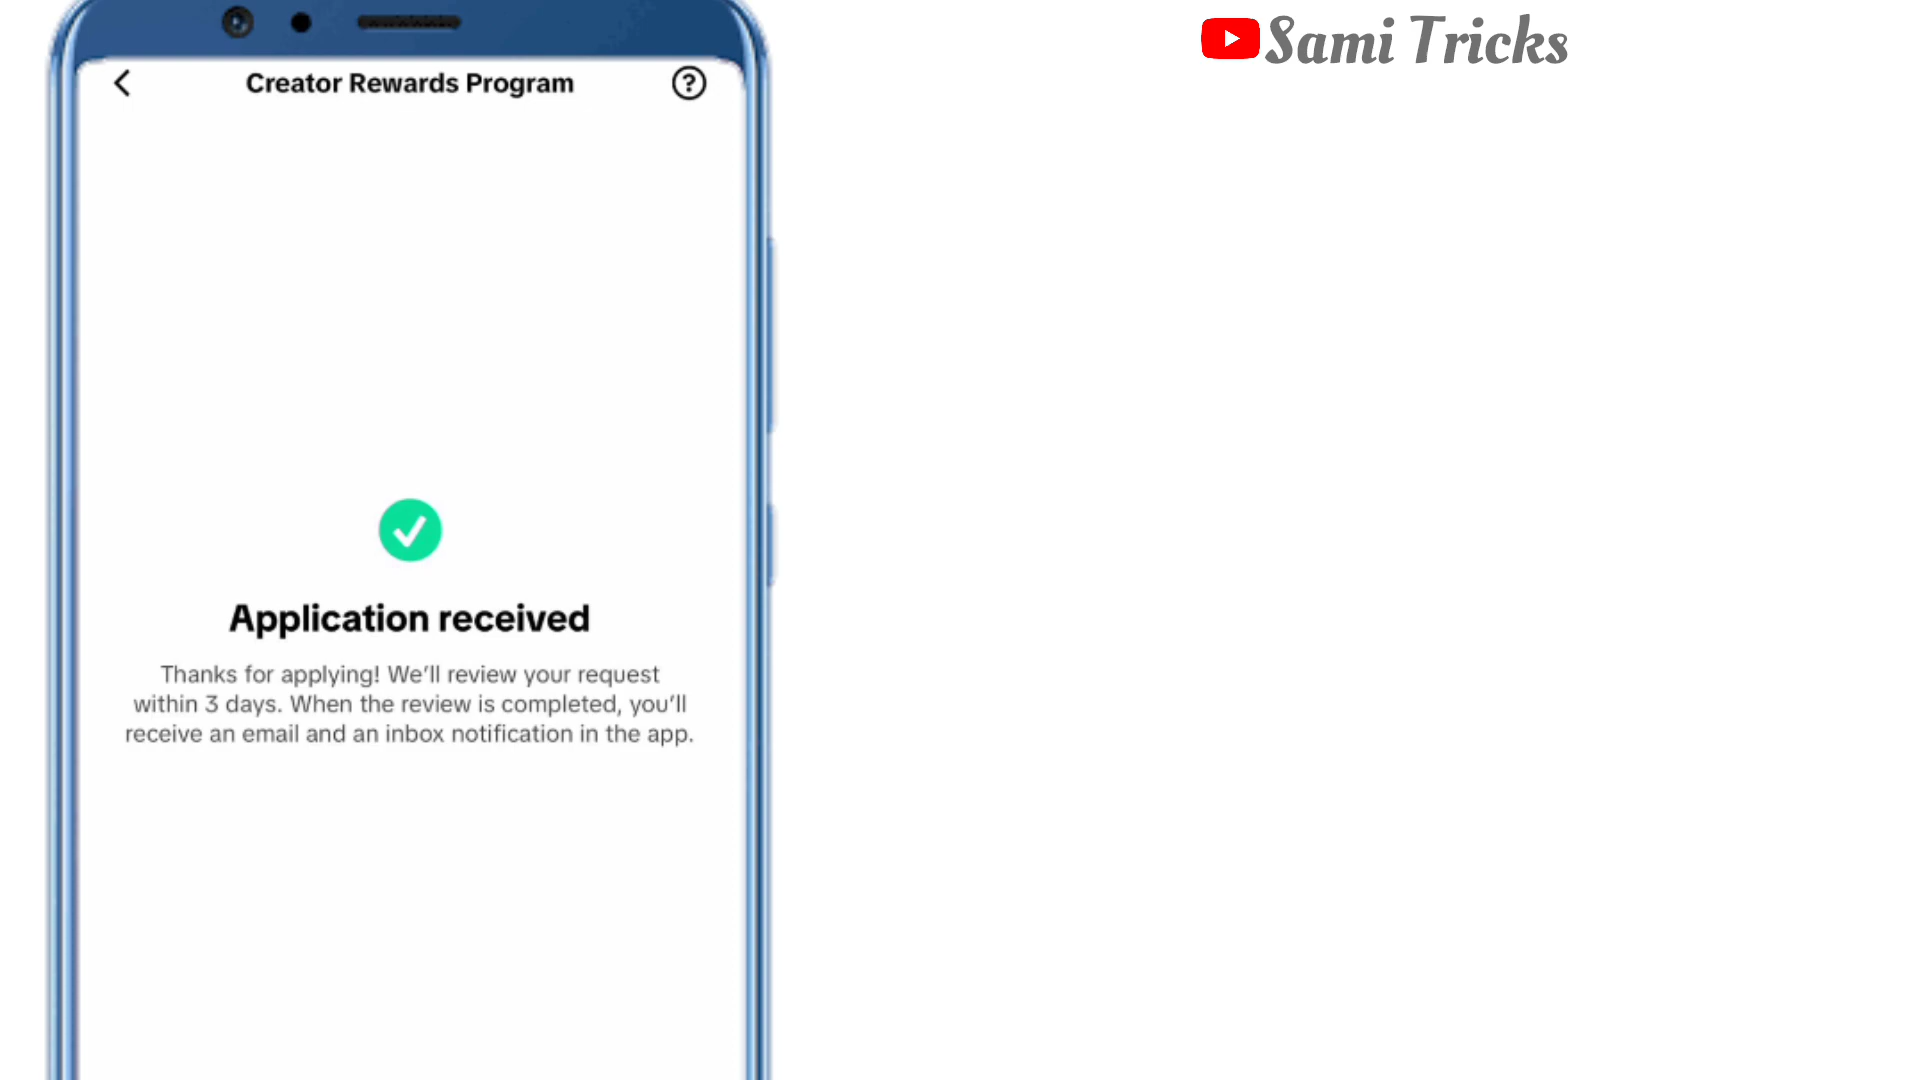 Sami Tricks
Creator Rewards Program
Application received
Thanks for applying! We’ll review your request
within 3 days. When the review is completed, you’ll
receive an email and an inbox notification in the app.